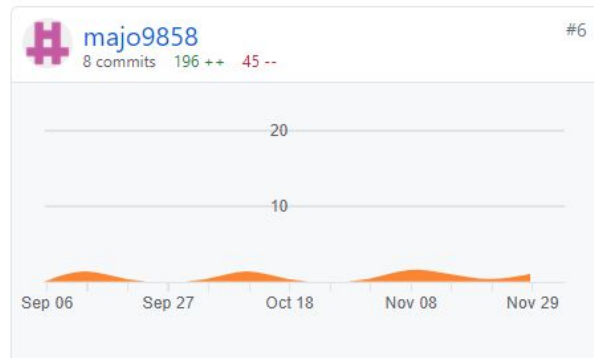 majo9858
#6
8 commits 196 ++ 45 --
20
10
Sep 06 Sep 27 Oct 18 Nov 08 Nov 29